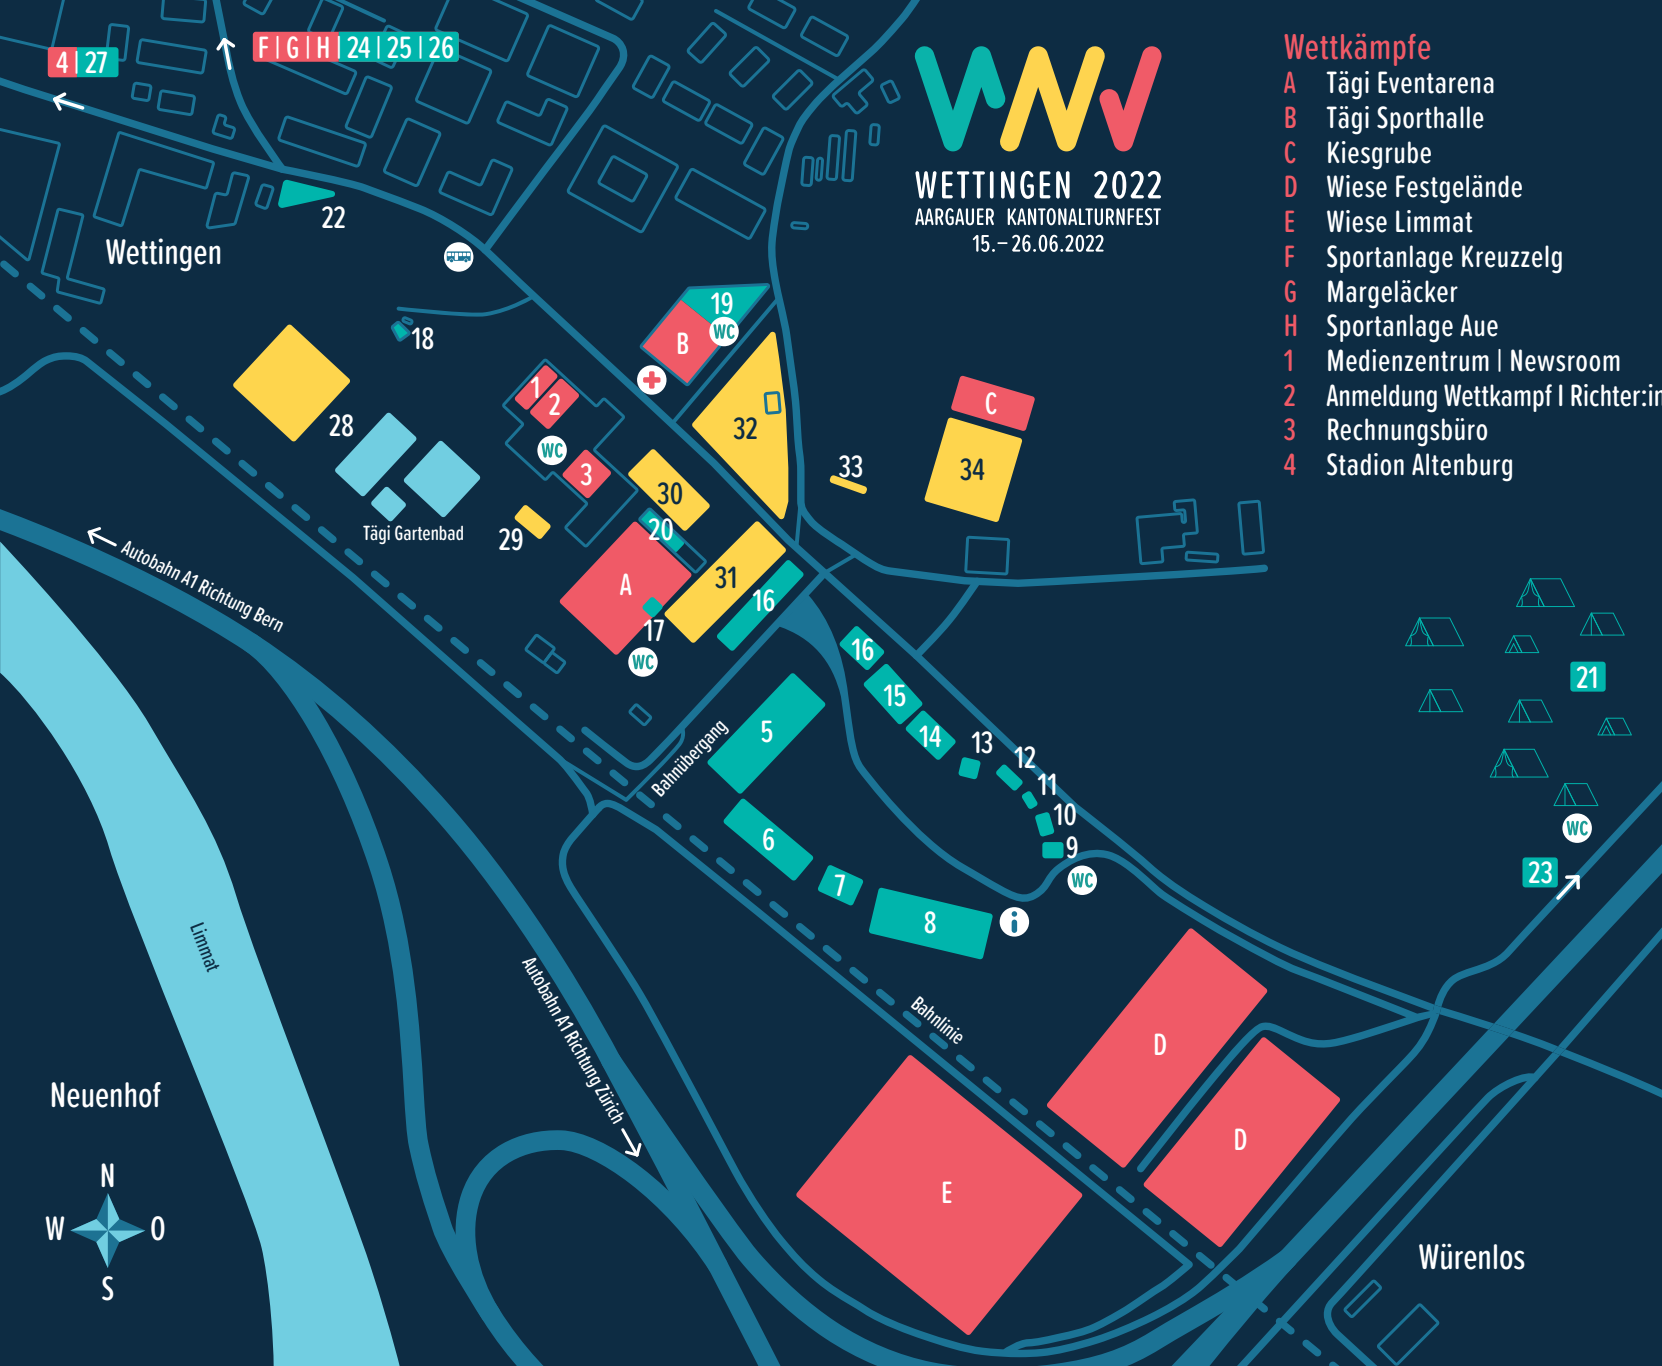 4 | 27
F | G | H | 24 | 25 | 26
WETTINGEN 2022
AARGAUER KANTONALTURNFEST
15.– 26.06.2022
Wettkämpfe
A Tägi Eventarena
B Tägi Sporthalle
C Kiesgrube
D Wiese Festgelände
E Wiese Limmat
F Sportanlage Kreuzzelg
G Margeläcker
H Sportanlage Aue
1 Medienzentrum | Newsroom
2 Anmeldung Wettkampf I
3 Rechnungsbüro
4 Stadion Altenburg
22
Wettingen
18
19
WC
B
1
2
WC
3
28
Tägi Gartenbad
29
30
20
32
33
C
34
A
31
16
17
WC
Autobahn A1 Richtung Bern
Bahnübergang
5
6
7
8
16
15
14
13
12
11
10
9
WC
i
21
WC
23
Limmat
Autobahn A1 Richtung Zürich
Bahnlinie
D
D
E
Neuenhof
N
W
O
S
Würenlos